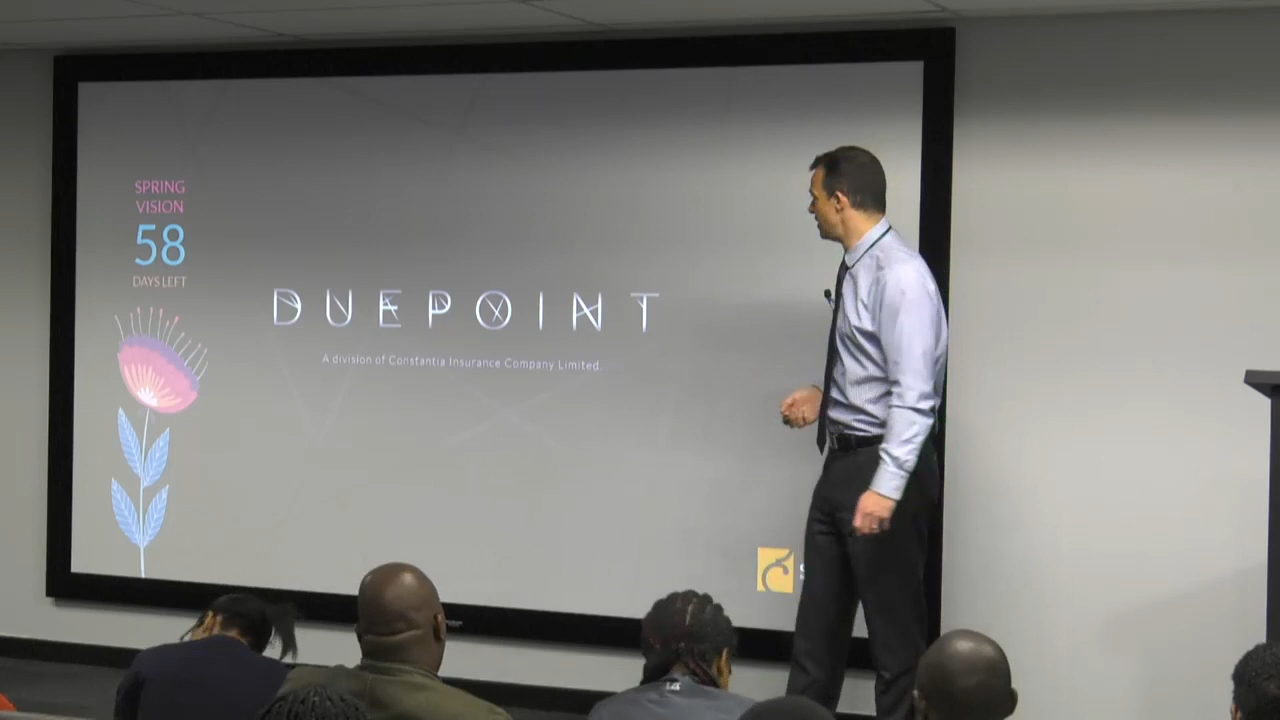 SPRING
VISION
58
DAYS LEFT
DUEPOINT
A division of Constantia Insurance Company Limited.